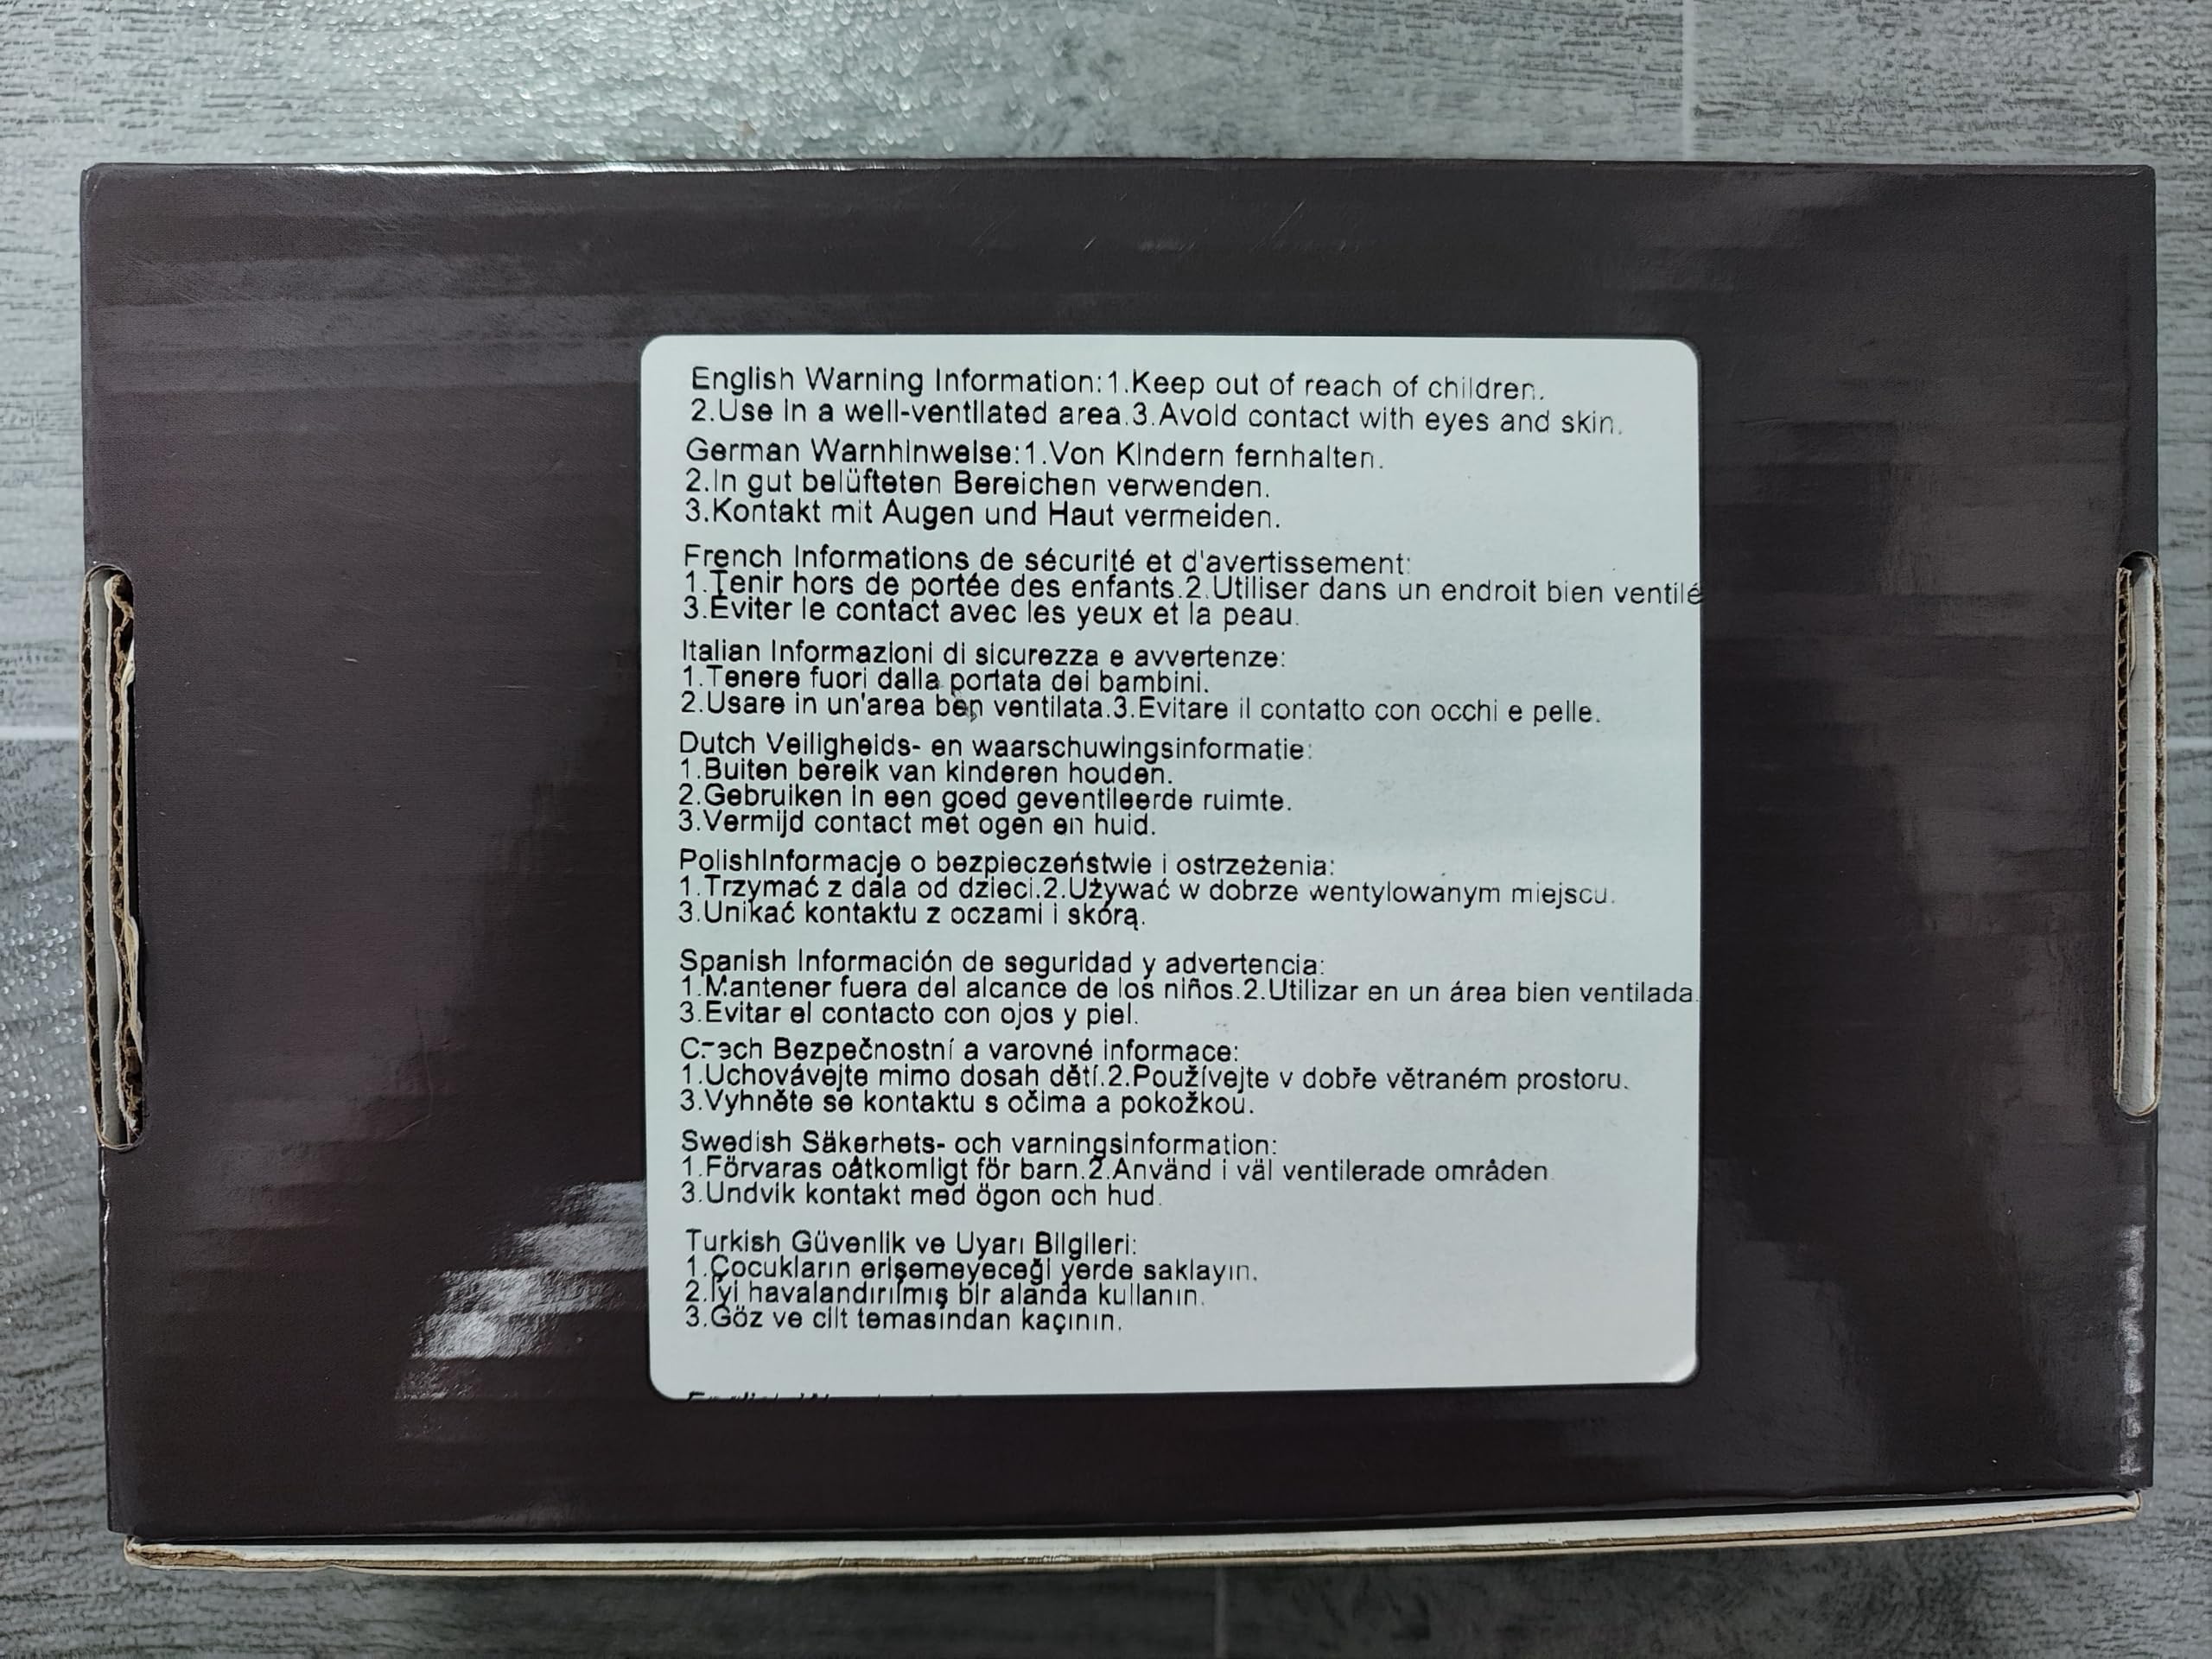 English Warning Information:1.Keep out of reach of children.
2.Use in a well-ventilated area.3.Avoid contact with eyes and skin.
German Warnhinweise:1.Von Kindern fernhalten.
2.In gut belüfteten Bereichen verwenden.
3.Kontakt mit Augen und Haut vermeiden.
French Informations de sécurité et d'avertissement:
1.Tenir hors de portée des enfants.2.Utiliser dans un endroit bien ventilé
3.Éviter le contact avec les yeux et la peau.
Italian Informazioni di sicurezza e avvertenze:
1.Tenere fuori dalla portata dei bambini.
2.Usare in un'area ben ventilata.3.Evitare il contatto con occhi e pelle.
Dutch Veiligheids- en waarschuwingsinformatie:
1.Buiten bereik van kinderen houden.
2.Gebruiken in een goed geventileerde ruimte.
3.Vermijd contact met ogen en huid.
PolishInformacje o bezpieczeństwie i ostrzeżenia:
1.Trzymać z dala od dzieci.2.Używać w dobrze wentylowanym miejscu.
3.Unikać kontaktu z oczami i skórą.
Spanish Información de seguridad y advertencia:
1.Mantener fuera del alcance de los niños.2.Utilizar en un área bien ventilada.
3.Evitar el contacto con ojos y piel.
Czech Bezpečnostní a varovné informace:
1.Uchovávejte mimo dosah dětí.2.Používejte v dobře větraném prostoru.
3.Vyhněte se kontaktu s očima a pokožkou.
Swedish Säkerhets- och varningsinformation:
1.Förvaras oåtkomligt för barn.2.Använd i väl ventilerade områden.
3.Undvik kontakt med ögon och hud.
Turkish Güvenlik ve Uyarı Bilgileri:
1.Çocukların erişemeyeceği yerde saklayın.
2.İyi havalandırılmış bir alanda kullanın.
3.Göz ve cilt temasından kaçının.